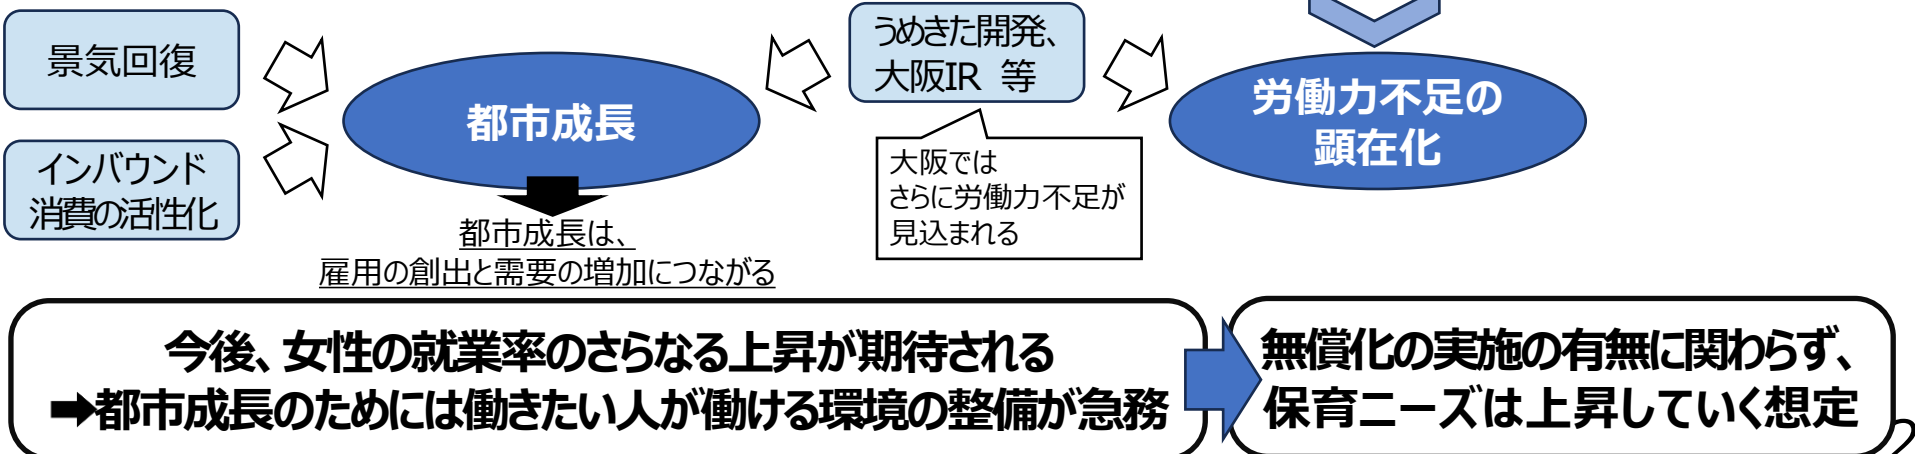 景気回復
インバウンド
消費の活性化
都市成長
都市成長は、
雇用の創出と需要の増加につながる
うめきた開発、
大阪IR 等
大阪では
さらに労働力不足が
見込まれる
労働力不足の
顕在化
今後、女性の就業率のさらなる上昇が期待される
➡都市成長のためには働きたい人が働ける環境の整備が急務
無償化の実施の有無に関わらず、
保育ニーズは上昇していく想定